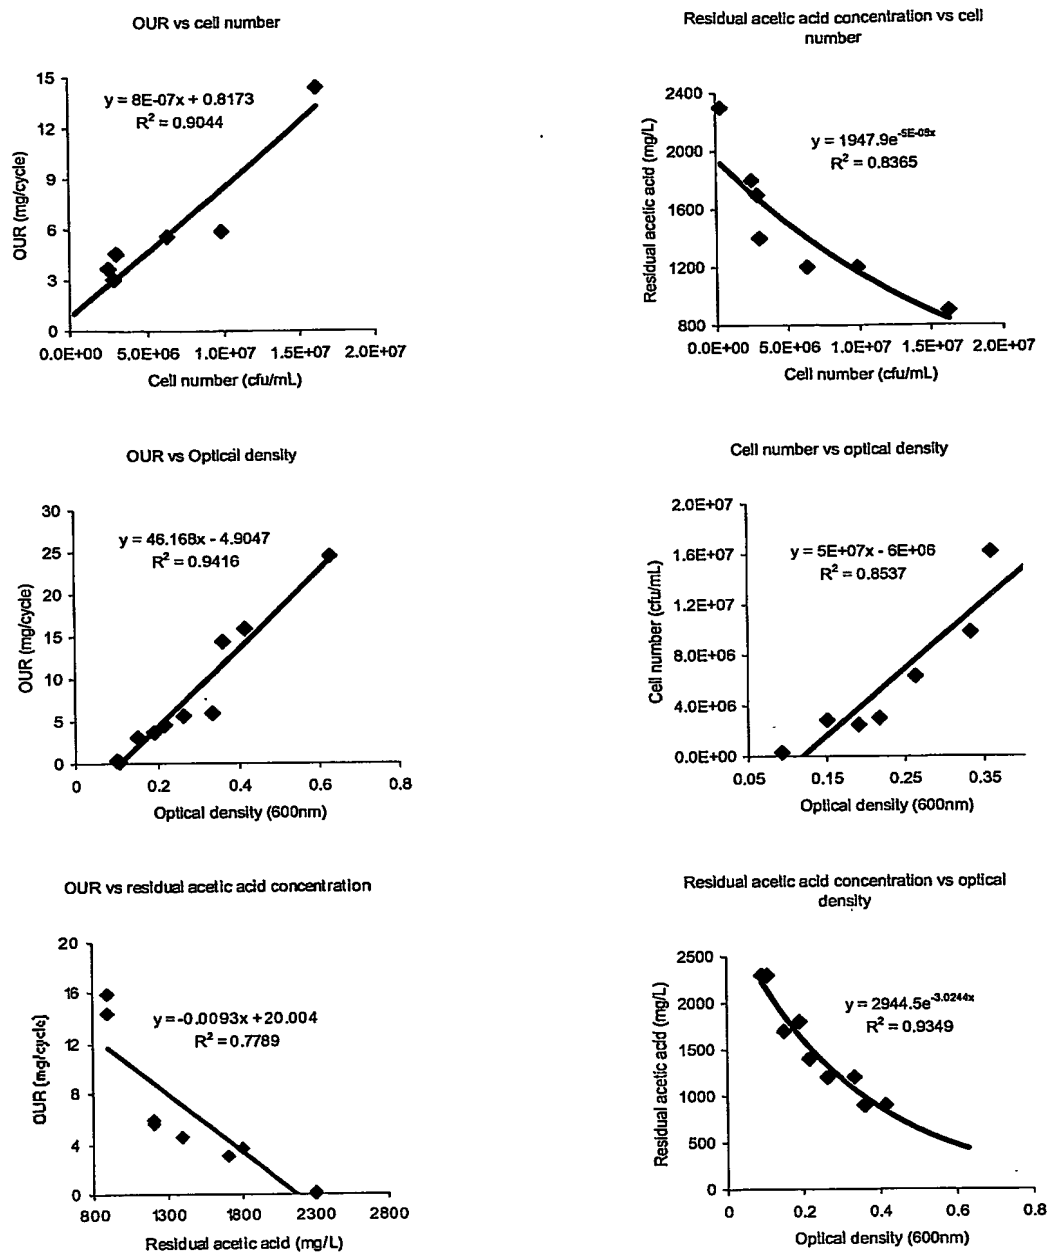 OUR vs cell number
15
12
9
6
3
0
OUR (mg/cycle)
y = 8E-07x + 0.8173
R² = 0.9044
0.0E+00 5.0E+06 1.0E+07 1.5E+07 2.0E+07
Cell number (cfu/mL)
Residual acetic acid concentration vs cell
number
2400
2000
1600
1200
800
Residual acetic acid (mg/L)
y = 1947.9e
R² = 0.8365
0.0E+00 5.0E+06 1.0E+07 1.5E+07 2.0E+07
Cell number (cfu/mL)
OUR vs Optical density
30
25
20
15
10
5
0
OUR (mg/cycle)
y = 46.168x - 4.9047
R² = 0.9416
0 0.2 0.4 0.6 0.8
Optical density (600nm)
Cell number vs optical density
2.0E+07
1.6E+07
1.2E+07
8.0E+06
4.0E+06
0.0E+00
Cell number (cfu/mL)
y = 5E+07x - 6E+06
R² = 0.8537
0.05 0.15 0.25 0.35
Optical density (600nm)
OUR vs residual acetic acid concentration
20
16
12
8
4
0
OUR (mg/cycle)
y = -0.0093x + 20.004
R² = 0.7789
800 1300 1800 2300 2800
Residual acetic acid (mg/L)
Residual acetic acid concentration vs optical
density
2500
2000
1500
1000
500
0
Residual acetic acid (mg/L)
y = 2944.5e^-3.0244x
R² = 0.9349
0 0.2 0.4 0.6 0.8
Optical density (600nm)